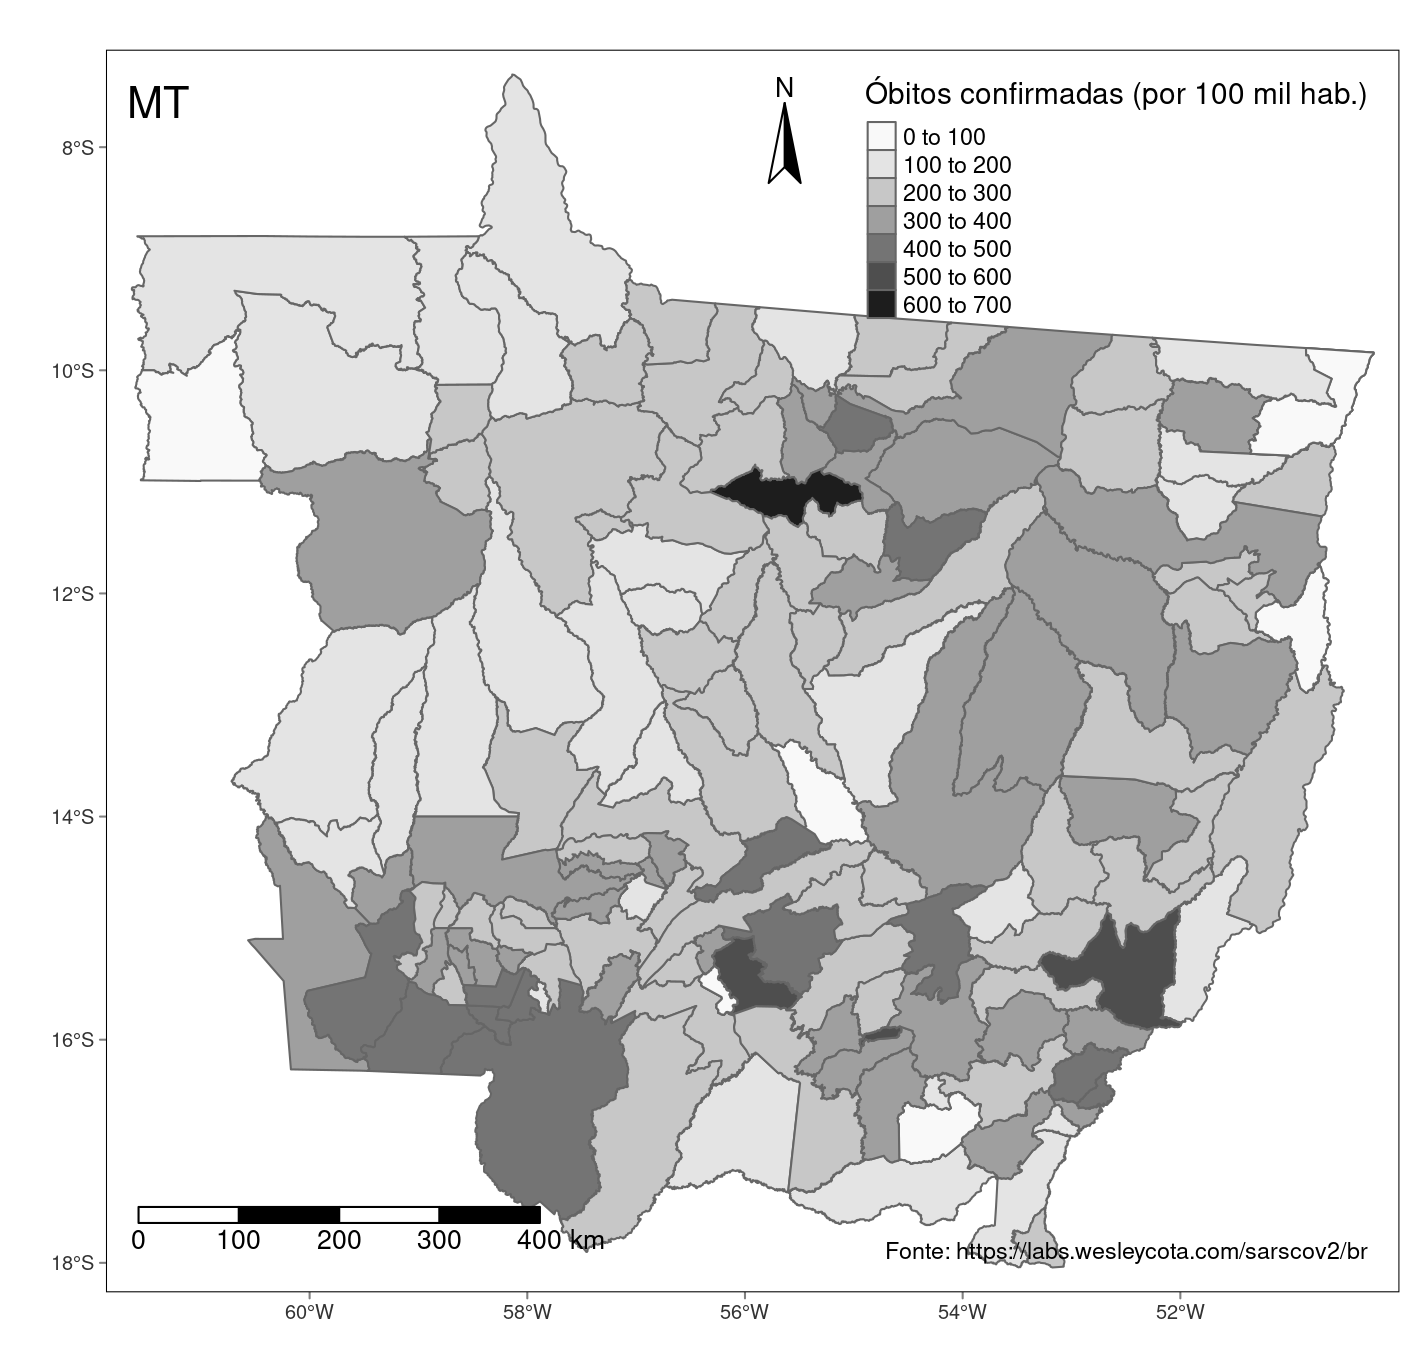 MT
N
Óbitos confirmadas (por 100 mil hab.)
0 to 100
100 to 200
200 to 300
300 to 400
400 to 500
500 to 600
600 to 700
8°S
10°S
12°S
14°S
16°S
18°S
0 100 200 300 400 km
Fonte: https://labs.wesleycota.com/sarscov2/br
60°W 58°W 56°W 54°W 52°W